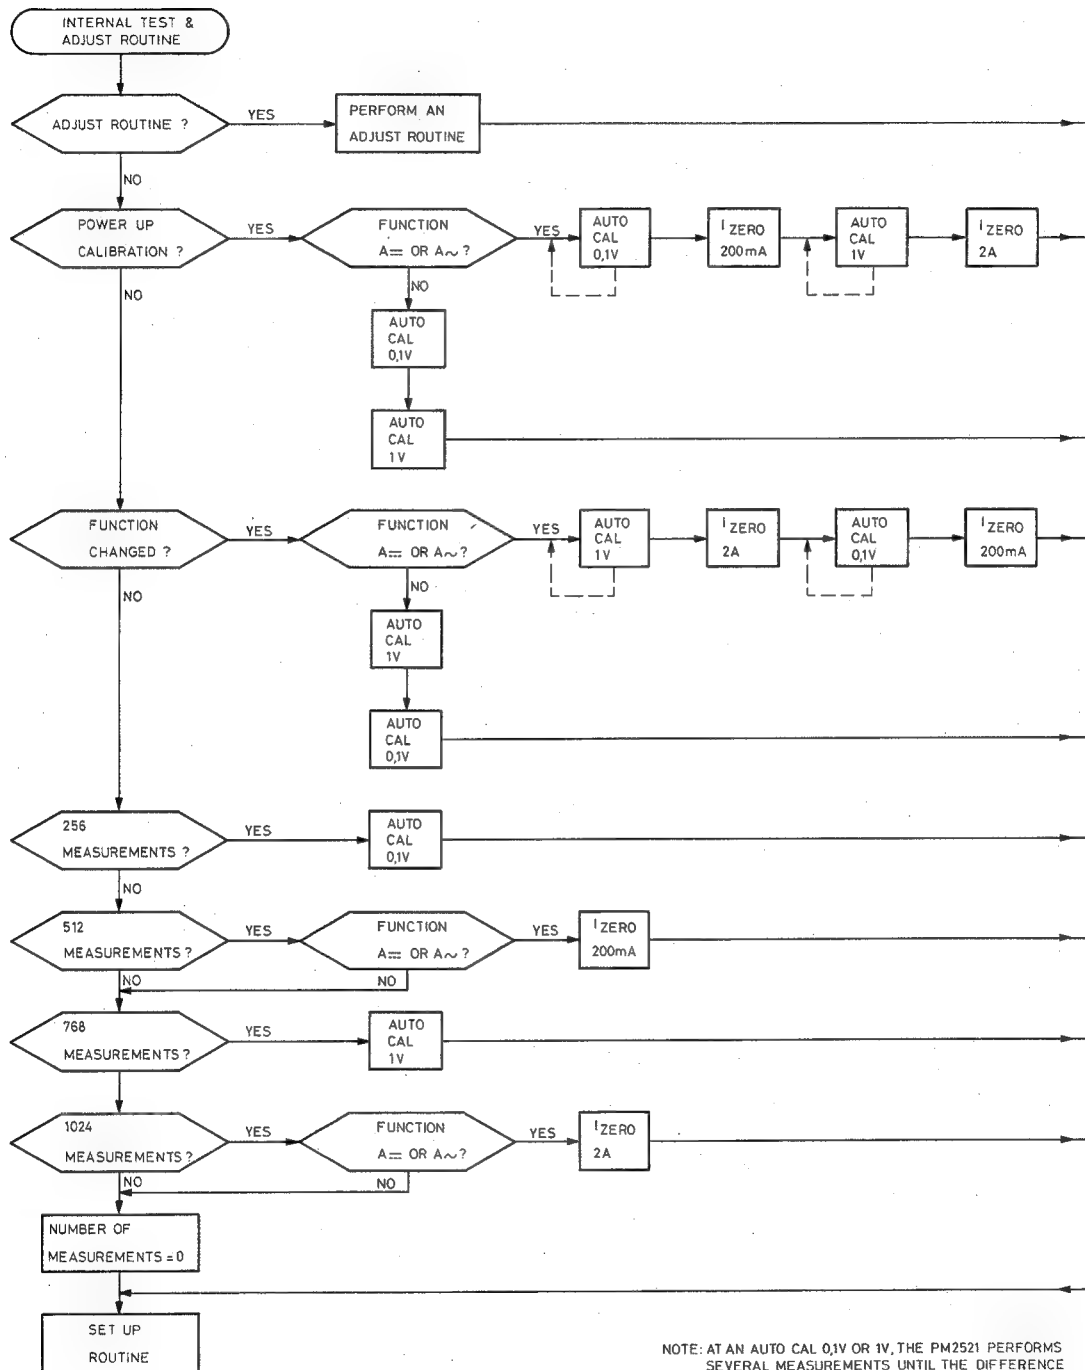 INTERNAL TEST &
ADJUST ROUTINE
ADJUST ROUTINE ?
YES
PERFORM AN
ADJUST ROUTINE
NO
POWER UP
CALIBRATION ?
YES
FUNCTION
A⎓ OR A~ ?
YES
AUTO
CAL
0,1V
I ZERO
200mA
AUTO
CAL
1V
I ZERO
2A
NO
NO
AUTO
CAL
0,1V
AUTO
CAL
1V
FUNCTION
CHANGED ?
YES
FUNCTION
A⎓ OR A~ ?
YES
AUTO
CAL
1V
I ZERO
2A
AUTO
CAL
0,1V
I ZERO
200mA
NO
NO
AUTO
CAL
1V
AUTO
CAL
0,1V
256
MEASUREMENTS ?
YES
AUTO
CAL
0,1V
NO
512
MEASUREMENTS ?
YES
FUNCTION
A⎓ OR A~ ?
YES
I ZERO
200mA
NO
NO
768
MEASUREMENTS ?
YES
AUTO
CAL
1V
1024
MEASUREMENTS ?
YES
FUNCTION
A⎓ OR A~ ?
YES
I ZERO
2A
NO
NO
NUMBER OF
MEASUREMENTS = 0
SET UP
ROUTINE
NOTE: AT AN AUTO CAL 0,1V OR 1V, THE PM2521 PERFORMS
SEVERAL MEASUREMENTS UNTIL THE DIFFERENCE